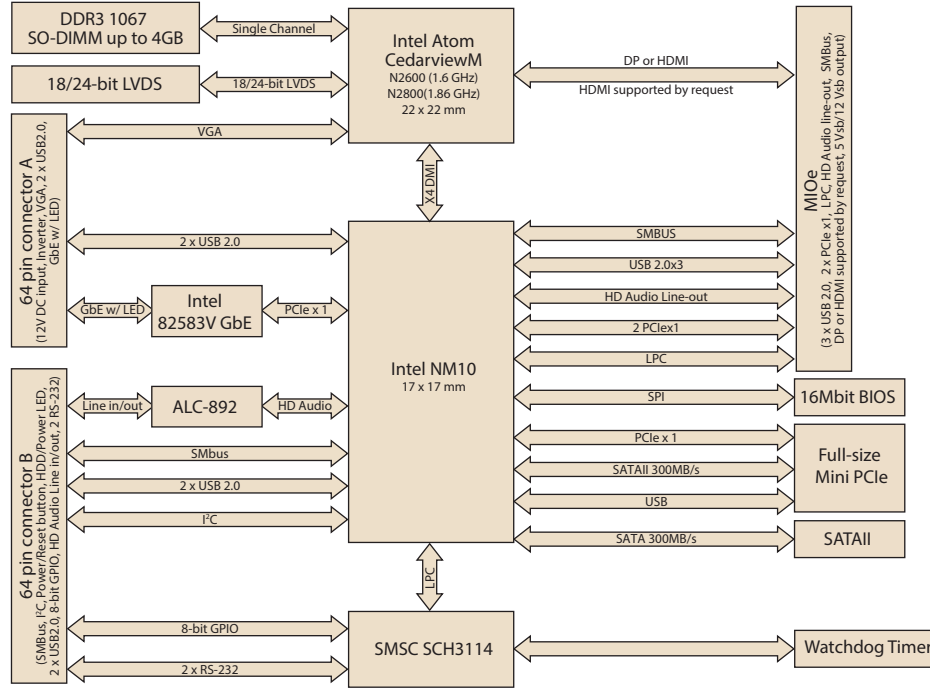 DDR3 1067
SO-DIMM up to 4GB
Single Channel
Intel Atom
CedarviewM
N2600 (1.6 GHz)
N2800(1.86 GHz)
22 x 22 mm
DP or HDMI
HDMI supported by request
18/24-bit LVDS
18/24-bit LVDS
VGA
64 pin connector A
(12V DC input, Inverter, VGA, 2 x USB2.0,
GbE w/ LED)
X4 DMI
MIOe
(3 x USB 2.0, 2 x PCIe x1, LPC, HD Audio line-out, SMBus,
DP or HDMI supported by request, 5 Vsb/12 Vsb output)
2 x USB 2.0
GbE w/ LED
Intel
82583V GbE
PCIe x 1
Intel NM10
17 x 17 mm
SMBUS
USB 2.0x3
HD Audio Line-out
2 PCIex1
LPC
SPI
16Mbit BIOS
64 pin connector B
(SMBus, I²C, Power/Reset button, HDD/Power LED,
2 x USB2.0, 8-bit GPIO, HD Audio Line in/out, 2 RS-232)
Line in/out
ALC-892
HD Audio
SMbus
2 x USB 2.0
I²C
PCIe x 1
SATAII 300MB/s
USB
Full-size
Mini PCIe
SATA 300MB/s
SATAII
LPC
8-bit GPIO
2 x RS-232
SMSC SCH3114
Watchdog Timer